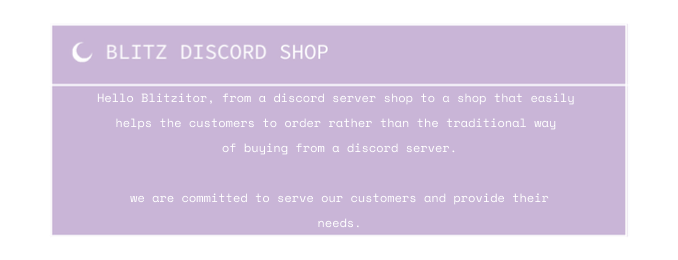 BLITZ DISCORD SHOP
Hello Blitzitor, from a discord server shop to a shop that easily
helps the customers to order rather than the traditional way
of buying from a discord server.
we are committed to serve our customers and provide their
needs.